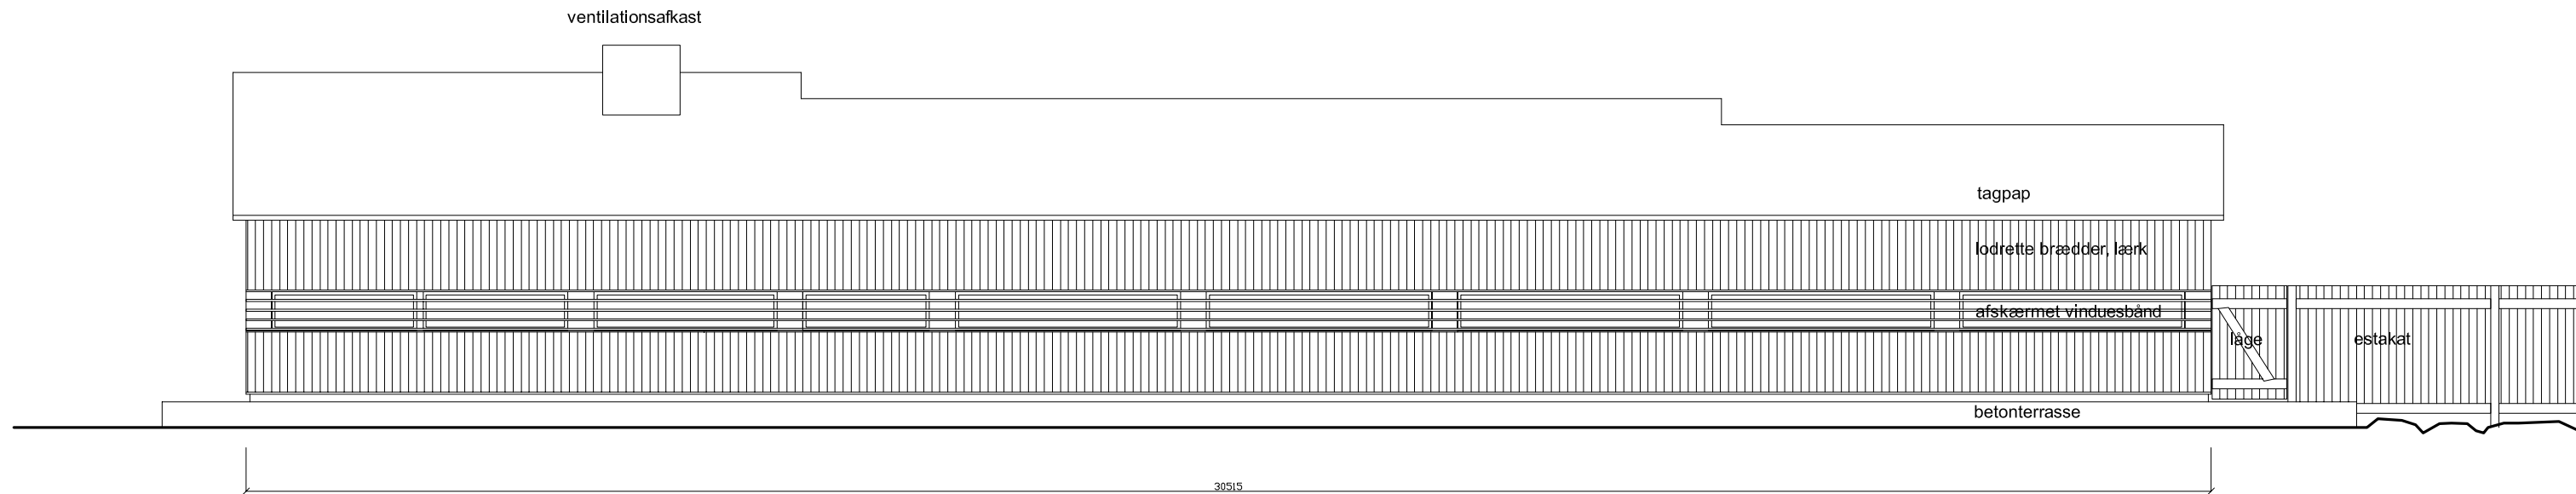 ventilationsafkast
tagpap
lodrette brædder, lærk
afskærmet vinduesbånd
låge
estakat
betonterrasse
30515